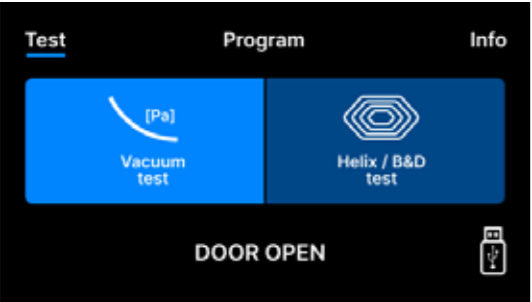 Test Program Info
[Pa]
Vacuum
test
Helix / B&D
test
DOOR OPEN